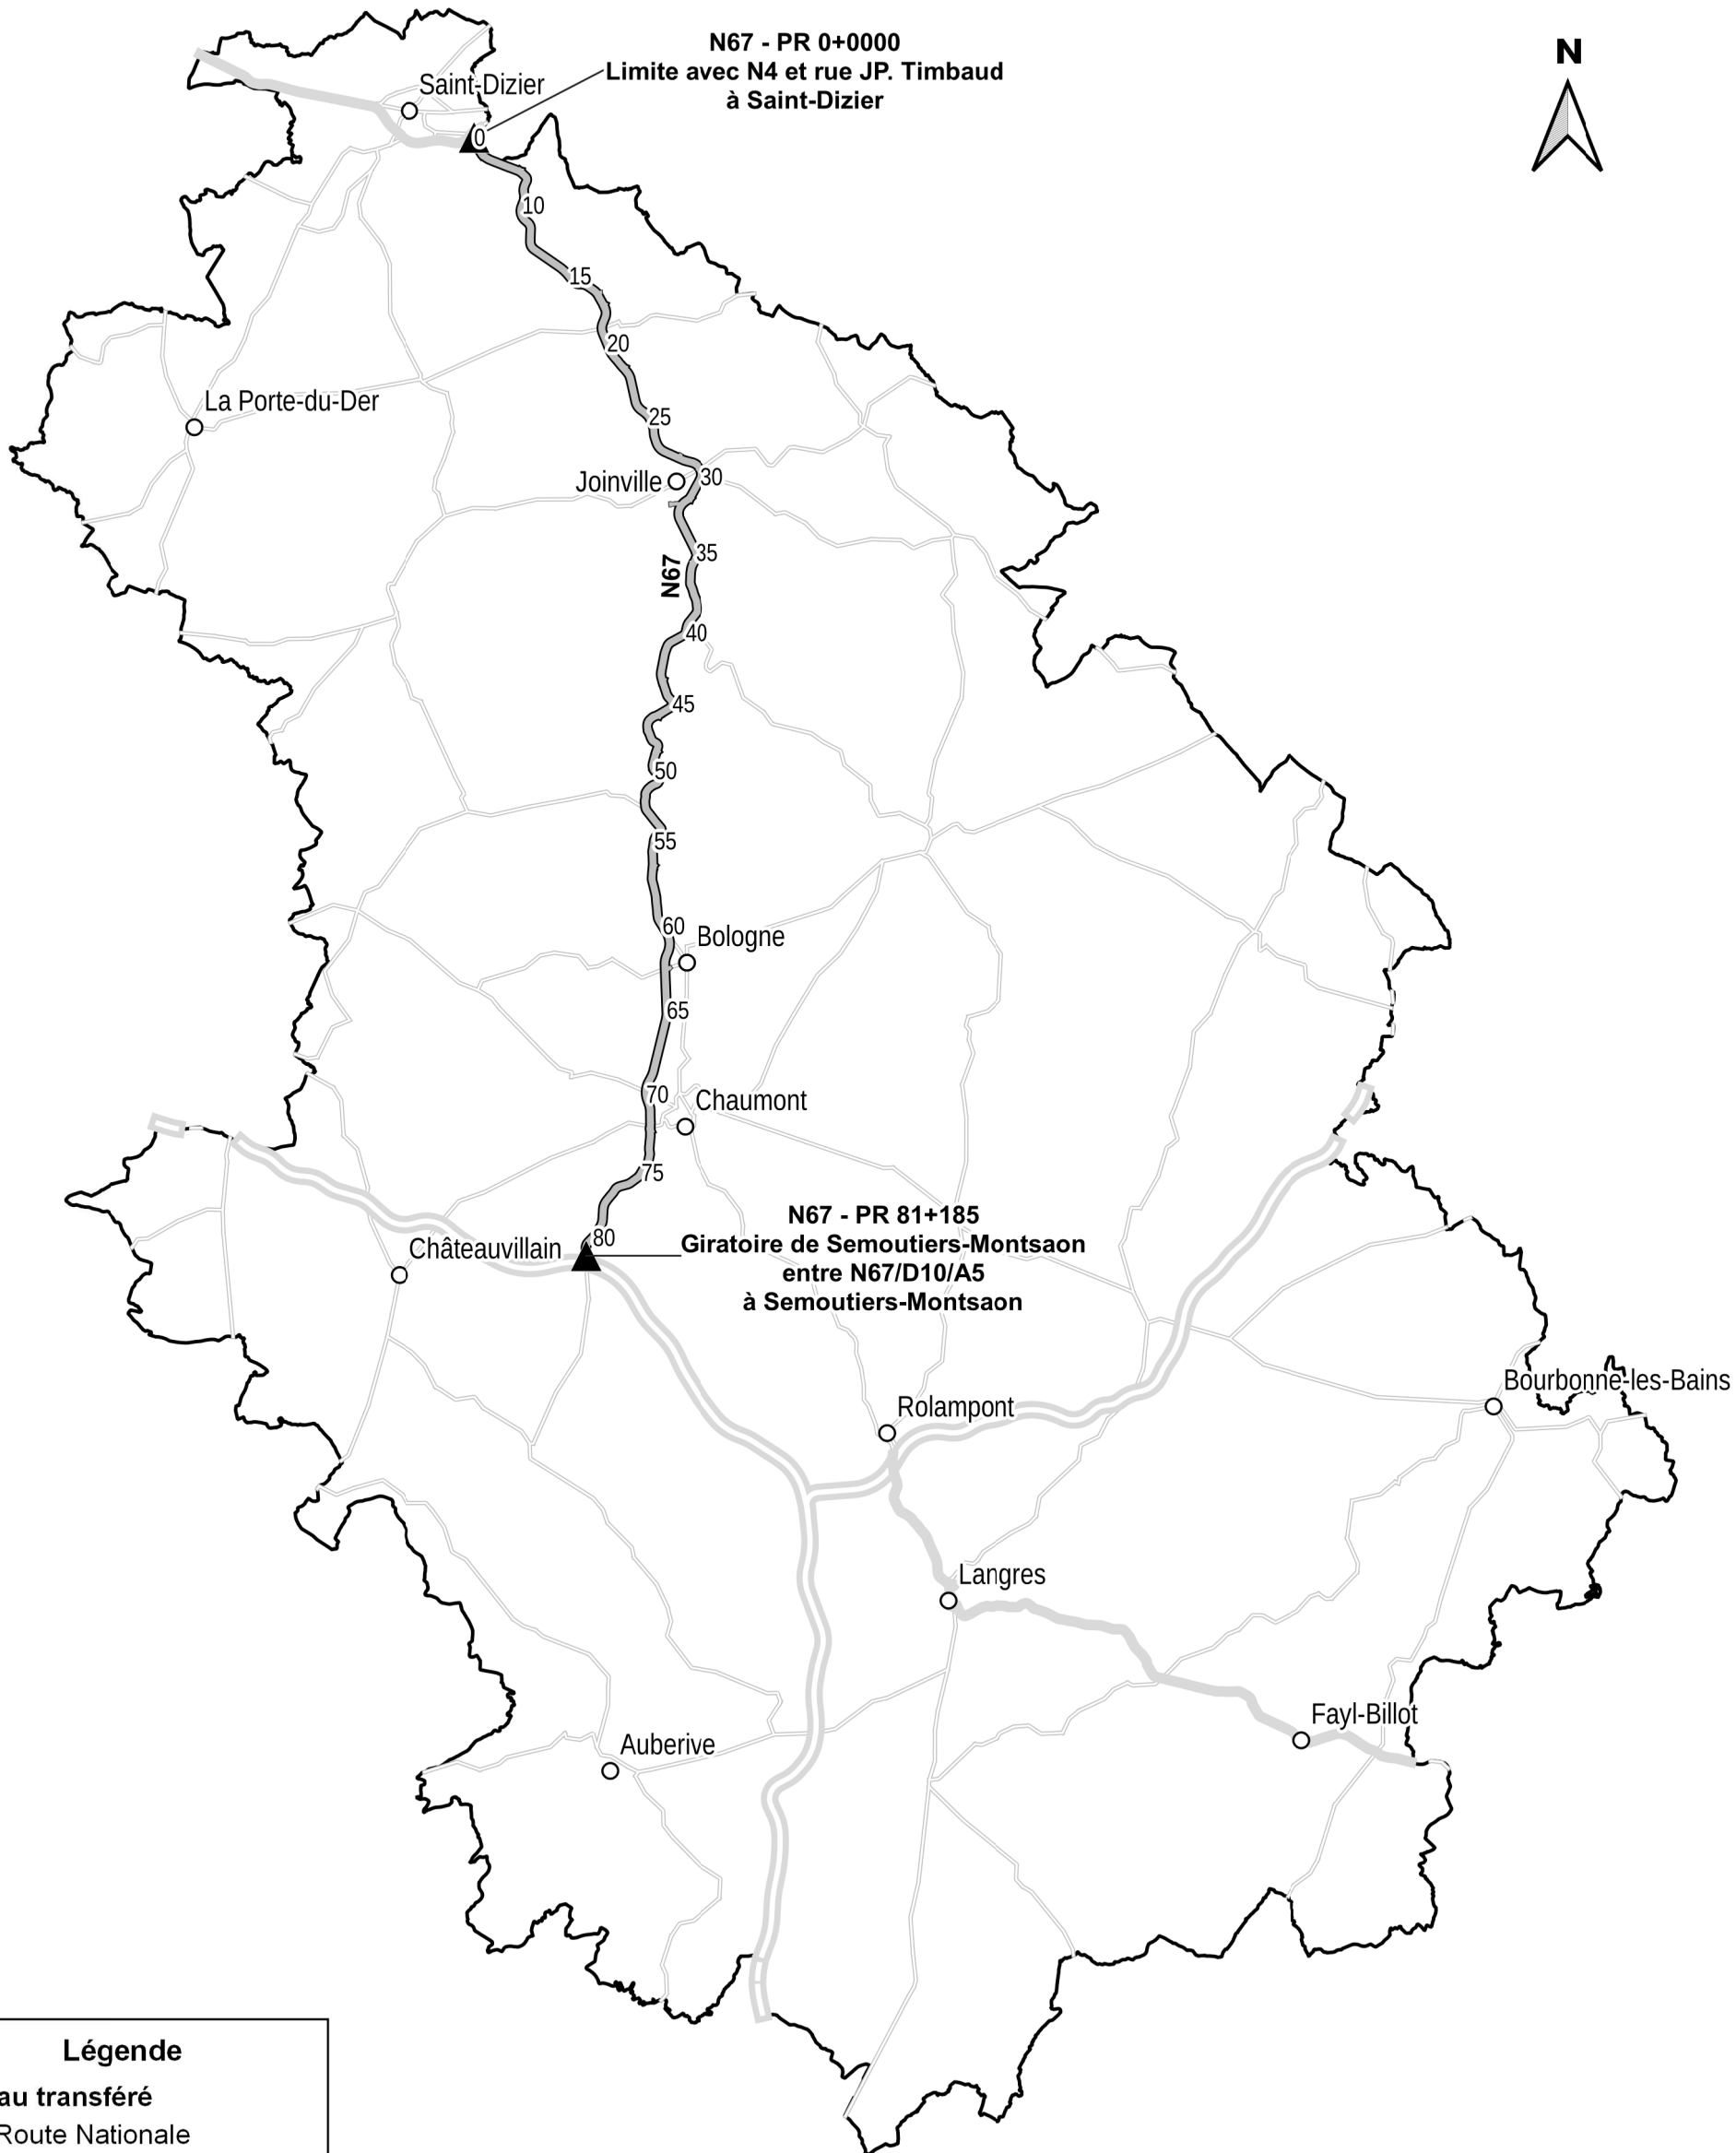 N67 - PR 0+0000
Limite avec N4 et rue JP. Timbaud
à Saint-Dizier
N
Saint-Dizier
0
10
15
20
La Porte-du-Der
25
Joinville
30
35
N67
40
45
50
55
60
Bologne
65
70
Chaumont
75
N67 - PR 81+185
Giratoire de Semoutiers-Montsaon
entre N67/D10/A5
à Semoutiers-Montsaon
80
Châteauvillain
Bourbonne-les-Bains
Rolampont
Langres
Fayl-Billot
Auberive
Légende
au transféré
Route Nationale